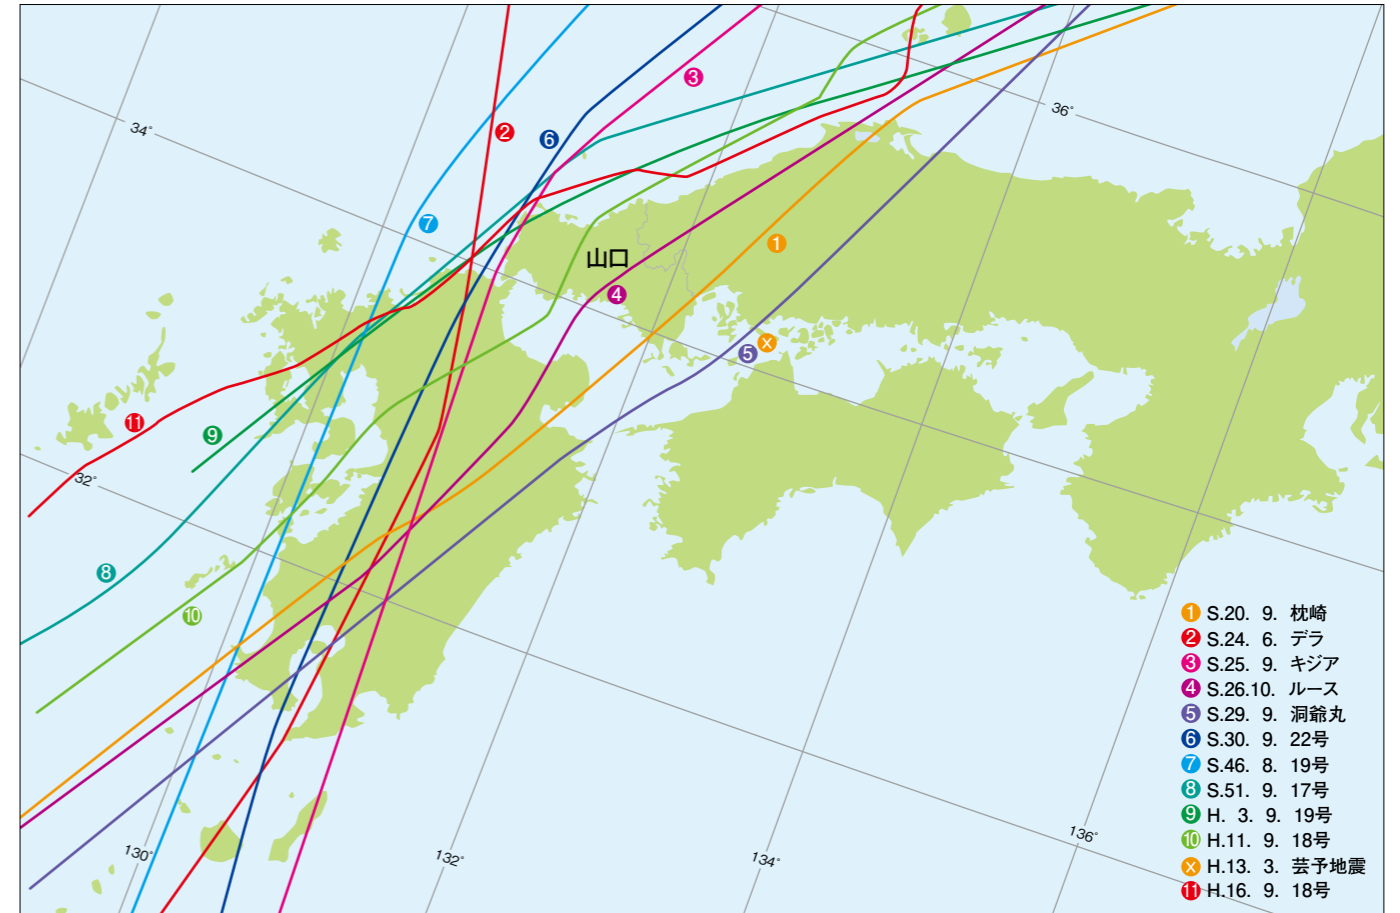 3
36°
34°
2
6
7
1
山口
4
5
X
11
9
32°
8
10
130°
132°
134°
136°
1 S.20. 9. 枕崎
2 S.24. 6. デラ
3 S.25. 9. キジア
4 S.26.10. ルース
5 S.29. 9. 洞爺丸
6 S.30. 9. 22号
7 S.46. 8. 19号
8 S.51. 9. 17号
9 H. 3. 9. 19号
10 H.11. 9. 18号
X H.13. 3. 芸予地震
11 H.16. 9. 18号